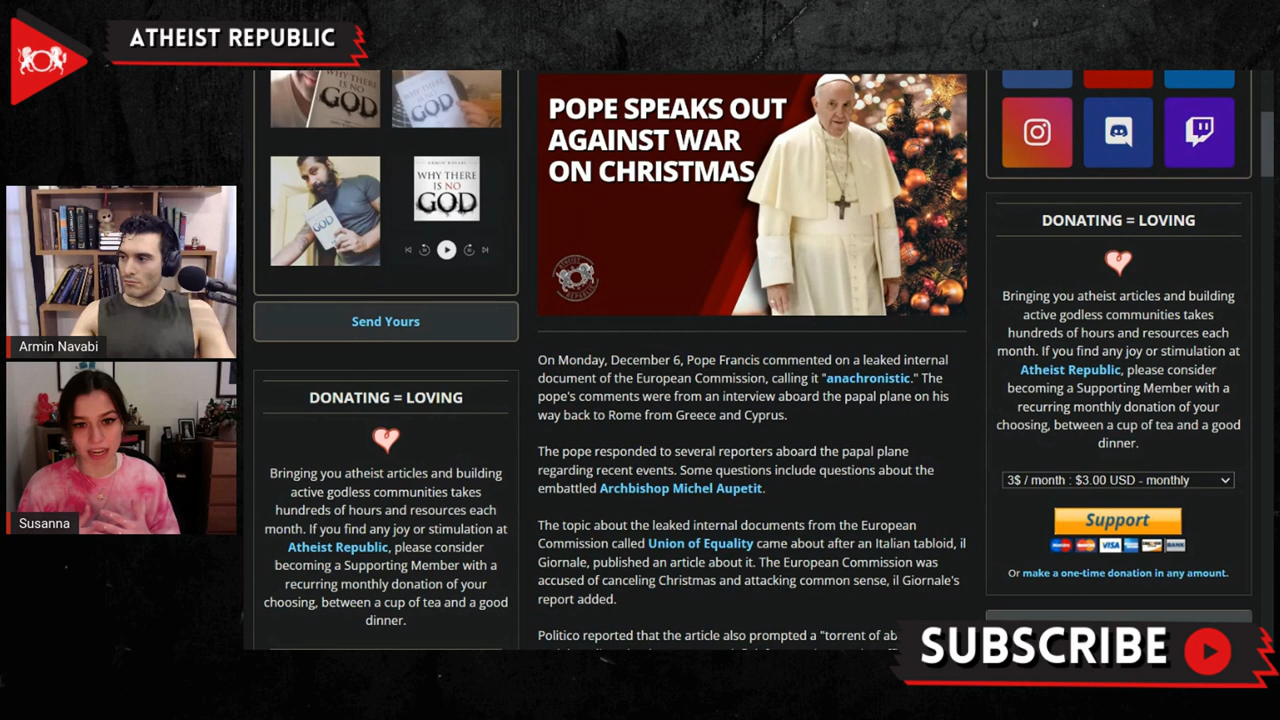 ATHEIST REPUBLIC
WHY THERE
IS NO
GOD
GOD
GOD
ARMIN NAVABI
WHY THERE
IS NO
GOD
Send Yours
DONATING = LOVING
Bringing you atheist articles and building
active godless communities takes
hundreds of hours and resources each
month. If you find any joy or stimulation at
Atheist Republic, please consider
becoming a Supporting Member with a
recurring monthly donation of your
choosing, between a cup of tea and a good
dinner.
Armin Navabi
Susanna
POPE SPEAKS OUT
AGAINST WAR
ON CHRISTMAS
ATHEIST
REPUBLIC
On Monday, December 6, Pope Francis commented on a leaked internal
document of the European Commission, calling it "anachronistic." The
pope's comments were from an interview aboard the papal plane on his
way back to Rome from Greece and Cyprus.
The pope responded to several reporters aboard the papal plane
regarding recent events. Some questions include questions about the
embattled Archbishop Michel Aupetit.
The topic about the leaked internal documents from the European
Commission called Union of Equality came about after an Italian tabloid, il
Giornale, published an article about it. The European Commission was
accused of canceling Christmas and attacking common sense, il Giornale's
report added.
Politico reported that the article also prompted a "torrent of ab
DONATING = LOVING
Bringing you atheist articles and building
active godless communities takes
hundreds of hours and resources each
month. If you find any joy or stimulation at
Atheist Republic, please consider
becoming a Supporting Member with a
recurring monthly donation of your
choosing, between a cup of tea and a good
dinner.
3$ / month : $3.00 USD - monthly
Support
VISA
BANK
Or make a one-time donation in any amount.
SUBSCRIBE